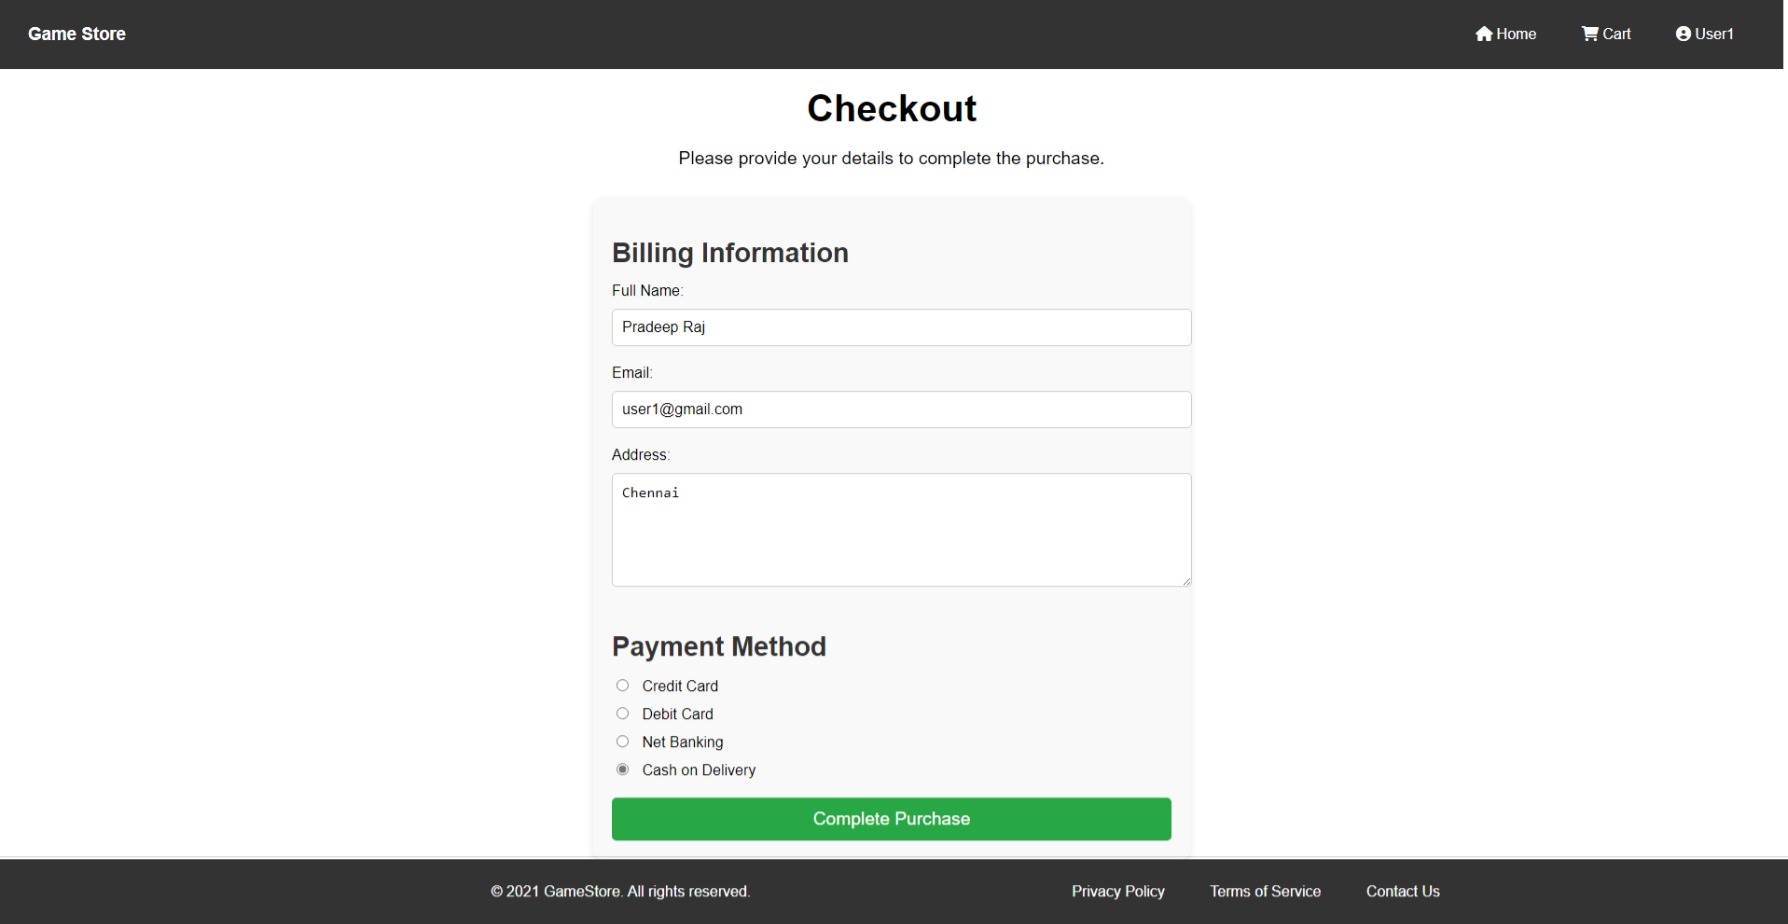 Game Store
Home Cart User1
Checkout
Please provide your details to complete the purchase.
Billing Information
Full Name:
Pradeep Raj
Email:
user1@gmail.com
Address:
Chennai
Payment Method
Credit Card
Debit Card
Net Banking
Cash on Delivery
Complete Purchase
© 2021 GameStore. All rights reserved.
Privacy Policy Terms of Service Contact Us